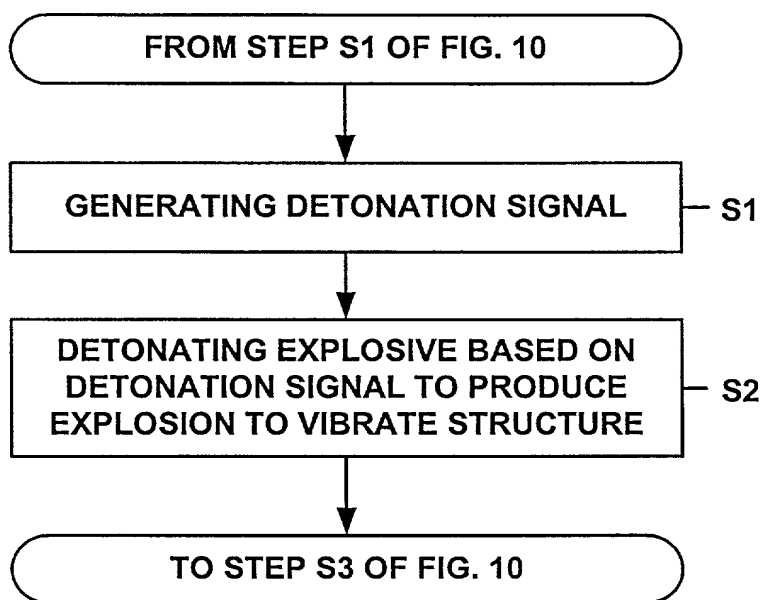 FROM STEP S1 OF FIG. 10
GENERATING DETONATION SIGNAL
S1
DETONATING EXPLOSIVE BASED ON
DETONATION SIGNAL TO PRODUCE
EXPLOSION TO VIBRATE STRUCTURE
S2
TO STEP S3 OF FIG. 10